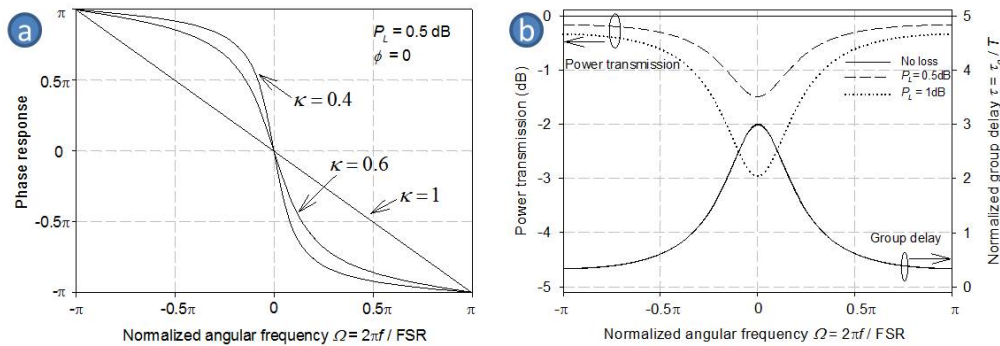 a
P_L = 0.5 dB
ϕ = 0
κ = 0.4
κ = 0.6
κ = 1
π
0.5π
0
-0.5π
-π
Phase response
-π
-0.5π
0
0.5π
π
Normalized angular frequency Ω = 2πf / FSR
b
0
-1
-2
-3
-4
-5
Power transmission (dB)
Power transmission
No loss
P_L = 0.5dB
P_L = 1dB
Group delay
5
4
3
2
1
0
Normalized group delay τ = τ_g / T
-π
-0.5π
0
0.5π
π
Normalized angular frequency Ω = 2πf / FSR